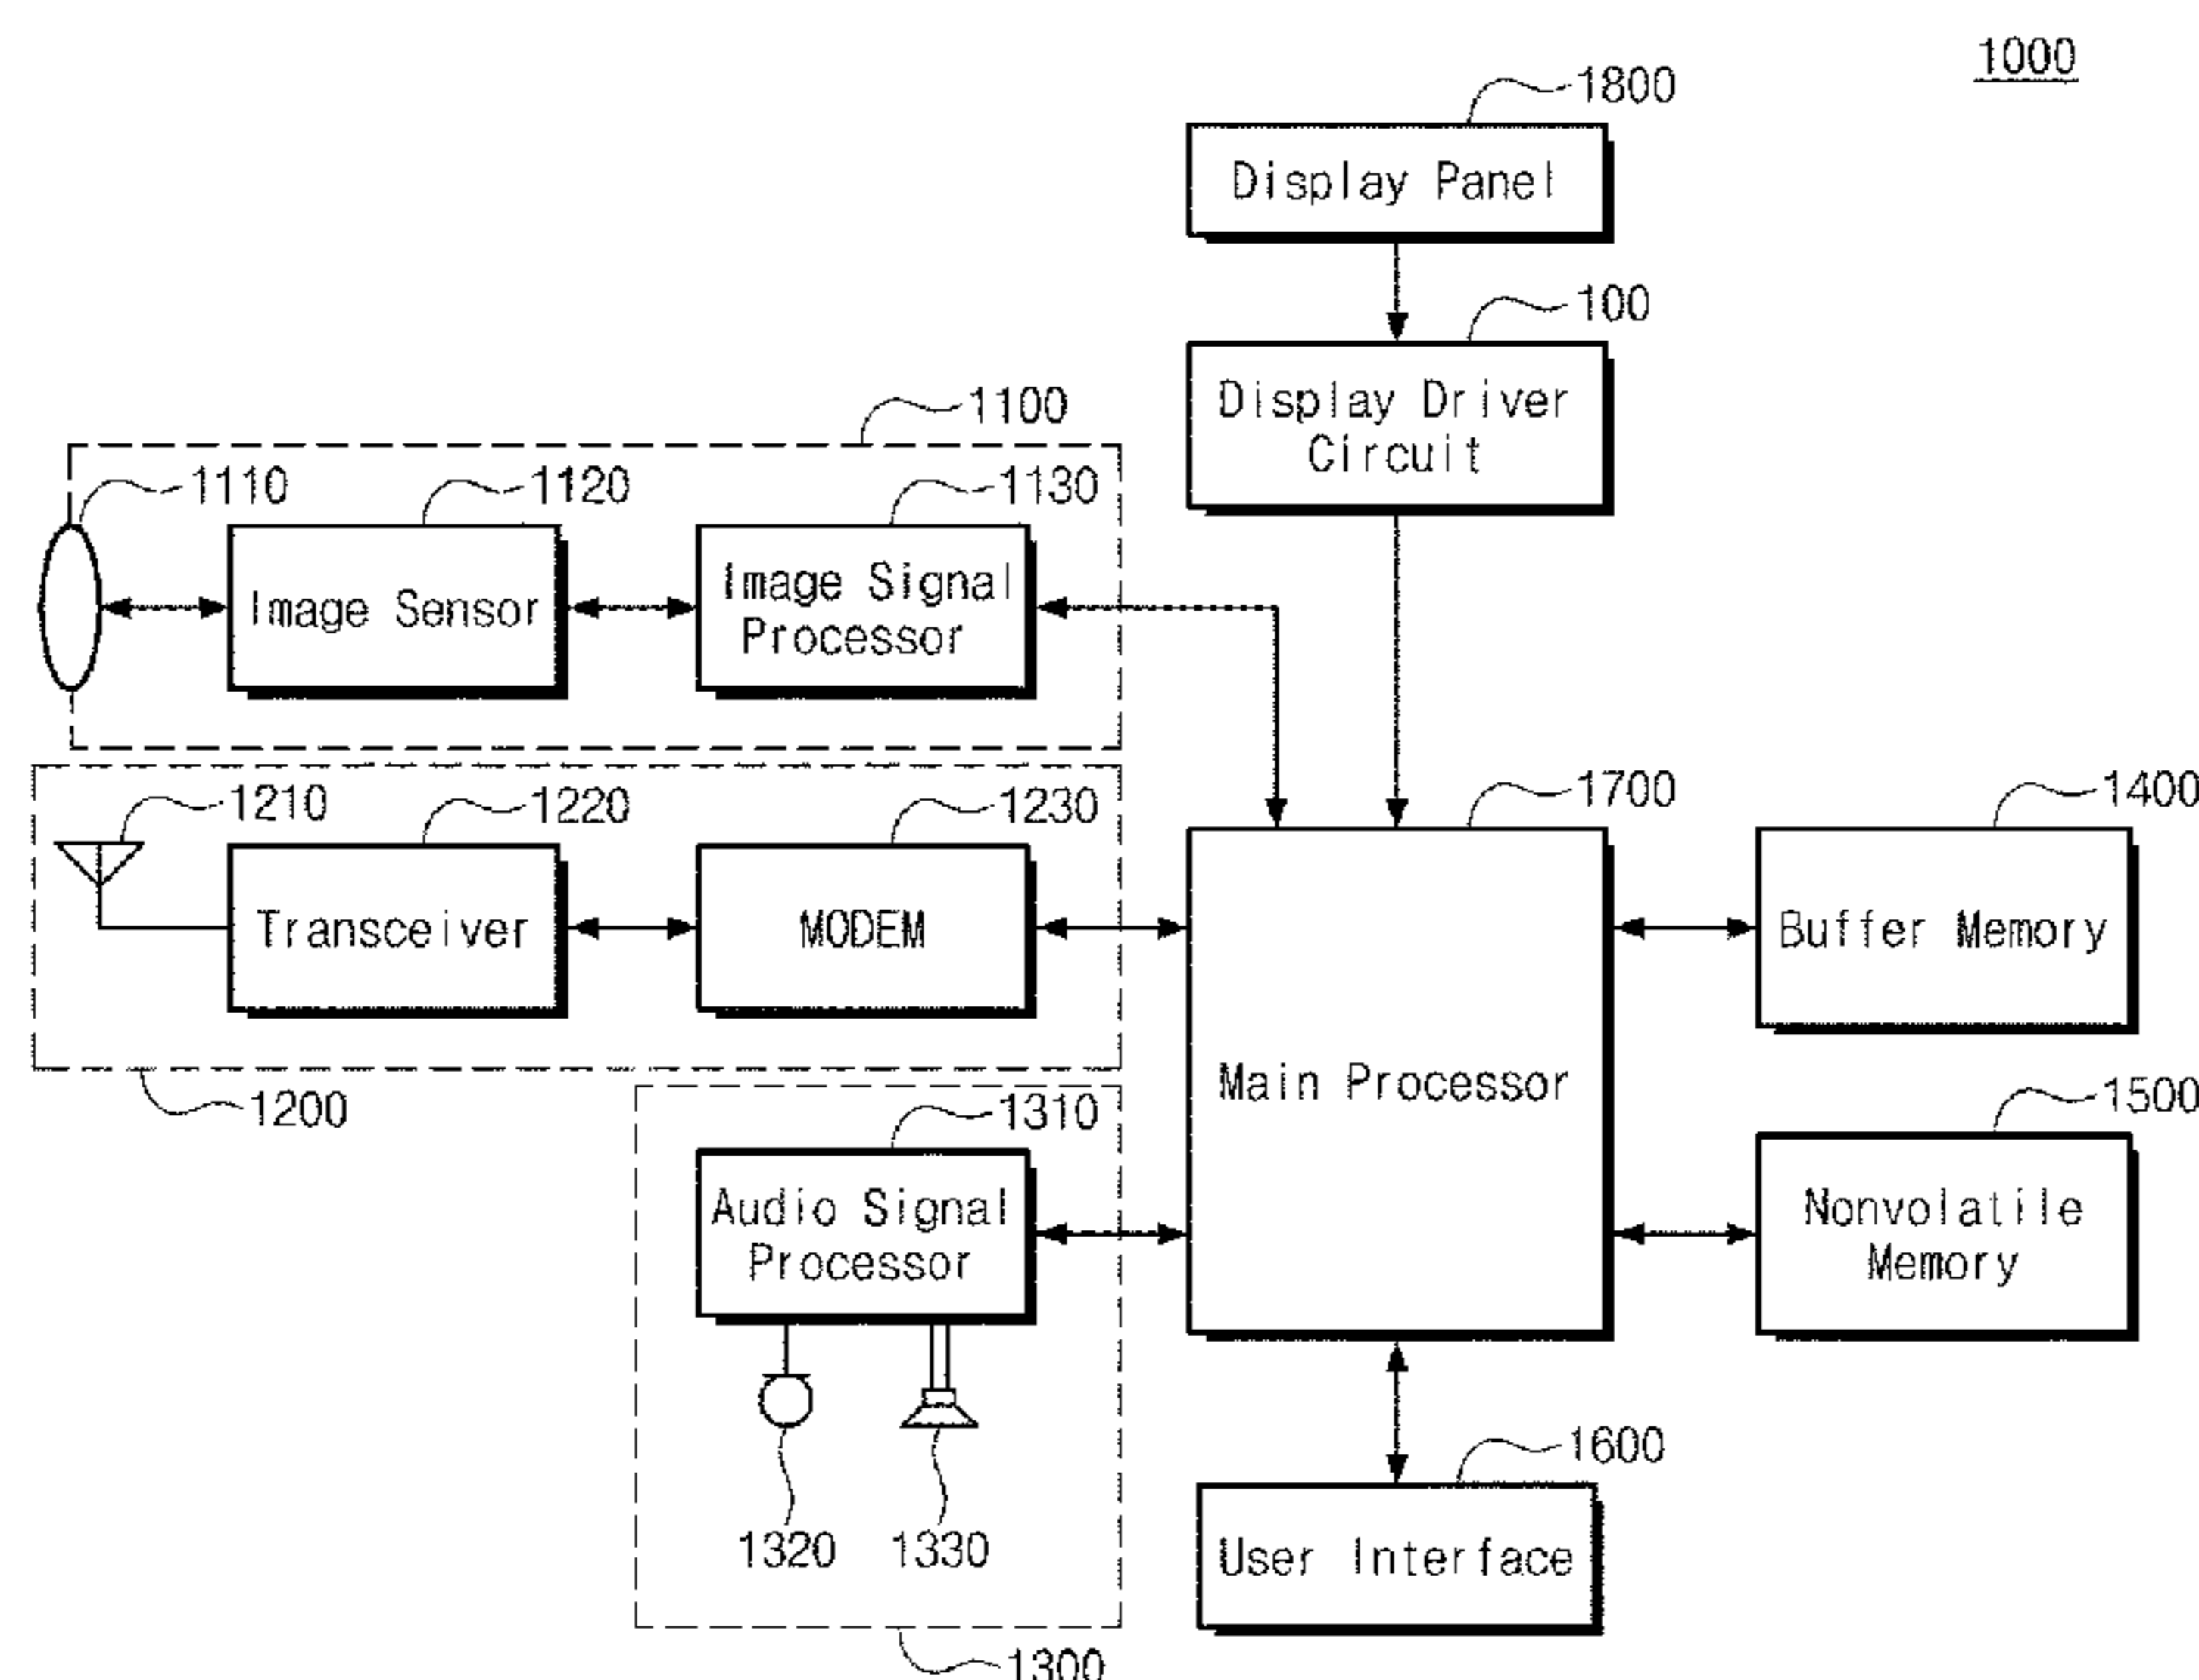 1000
1800
Display Panel
100
Display Driver
Circuit
1100
1110
1120
1130
Image Sensor
Image Signal
Processor
1210
1220
1230
Transceiver
MODEM
1200
1700
Main Processor
1400
Buffer Memory
1500
Nonvolatile
Memory
1310
Audio Signal
Processor
1320
1330
1300
1600
User Interface